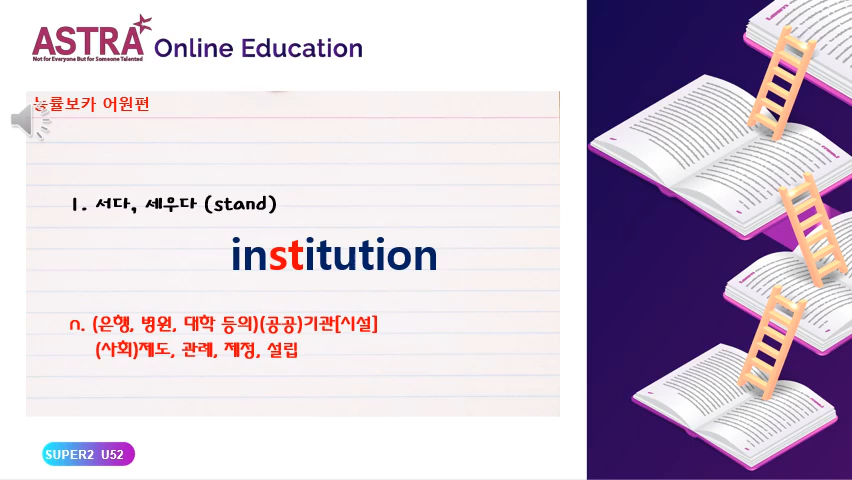 ASTRA
Not for Everyone But for Someone Talented
Online Education
능률보카 어원편
1. 서다, 세우다 (stand)
institution
n. (은행, 병원, 대학 등의)(공공)기관[시설]
(사회)제도, 관례, 제정, 설립
SUPER2 U52